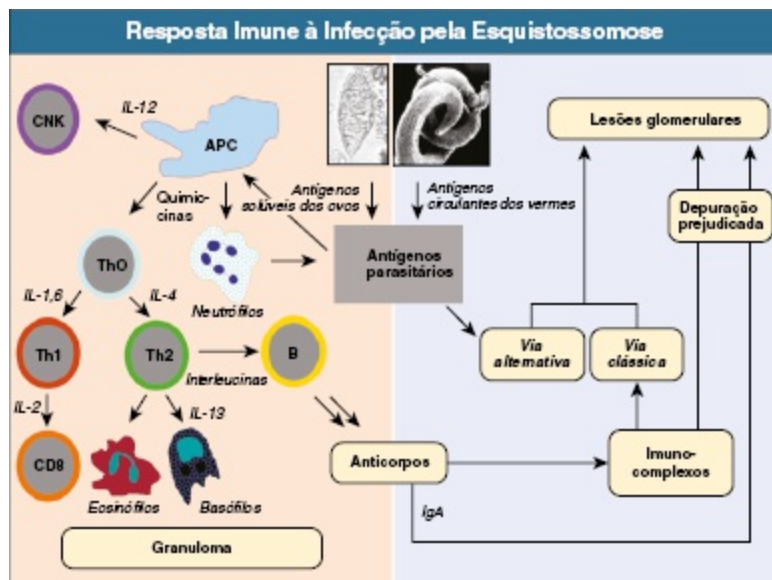 Resposta Imune à Infecção pela Esquistossomose
CNK
IL-12
APC
Quimio-
cinas
Antígenos
solúveis dos ovos
Antígenos
circulantes dos vermes
Lesões glomerulares
Depuração
prejudicada
ThO
Neutrófilos
Antígenos
parasitários
IL-1,6
IL-4
Th1
Th2
Interleucinas
B
Via
alternativa
Via
clássica
IL-2
IL-13
CD8
Eosinófilos
Basófilos
Anticorpos
Imuno-
complexos
IgA
Granuloma